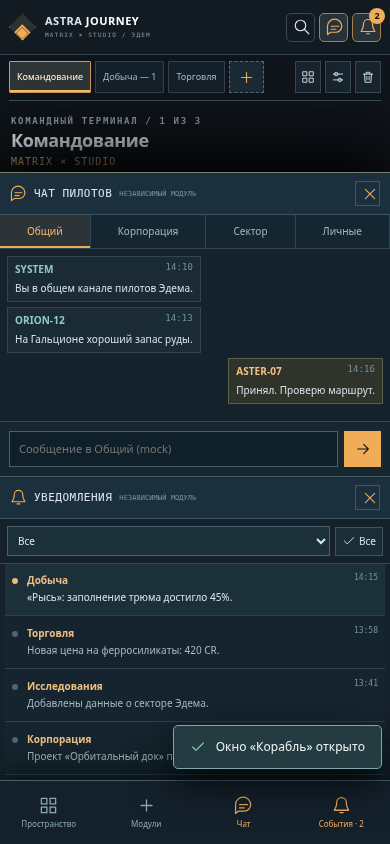 ASTRA JOURNEY
MATRIX × STUDIO / ЭДЕМ
2
Командование
Добыча — 1
Торговля
КОМАНДНЫЙ ТЕРМИНАЛ / 1 ИЗ 3
Командование
MATRIX × STUDIO
ЧАТ ПИЛОТОВ НЕЗАВИСИМЫЙ МОДУЛЬ
Общий
Корпорация
Сектор
Личные
SYSTEM 14:10
Вы в общем канале пилотов Эдема.
ORION-12 14:13
На Гальционе хороший запас руды.
ASTER-07 14:16
Принял. Проверю маршрут.
Сообщение в Общий (mock)
УВЕДОМЛЕНИЯ НЕЗАВИСИМЫЙ МОДУЛЬ
Все
Все
Добыча 14:15
«Рысь»: заполнение трюма достигло 45%.
Торговля 13:58
Новая цена на ферросиликаты: 420 CR.
Исследования 13:41
Добавлены данные о секторе Эдема.
Корпорация
Проект «Орбитальный док» п
Окно «Корабль» открыто
Пространство
Модули
Чат
События · 2